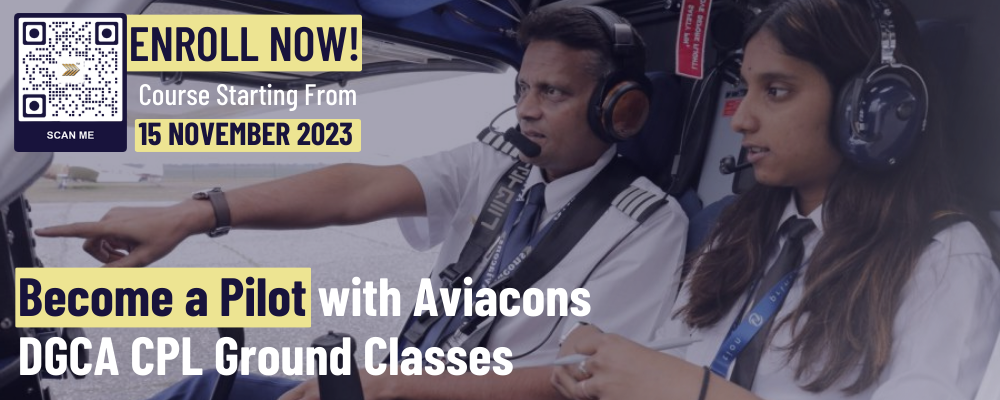 ENROLL NOW!
Course Starting From
15 NOVEMBER 2023
SCAN ME
Become a Pilot with Aviacons
DGCA CPL Ground Classes